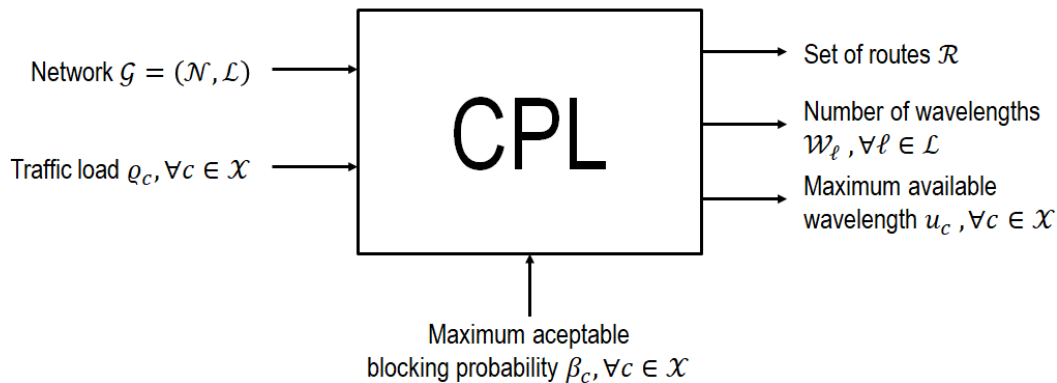 Network 𝒢 = (𝒩, ℒ)
Traffic load ϱ_c, ∀c ∈ 𝒳
CPL
Set of routes ℛ
Number of wavelengths
𝒲_ℓ , ∀ℓ ∈ ℒ
Maximum available
wavelength u_c , ∀c ∈ 𝒳
Maximum aceptable
blocking probability β_c, ∀c ∈ 𝒳